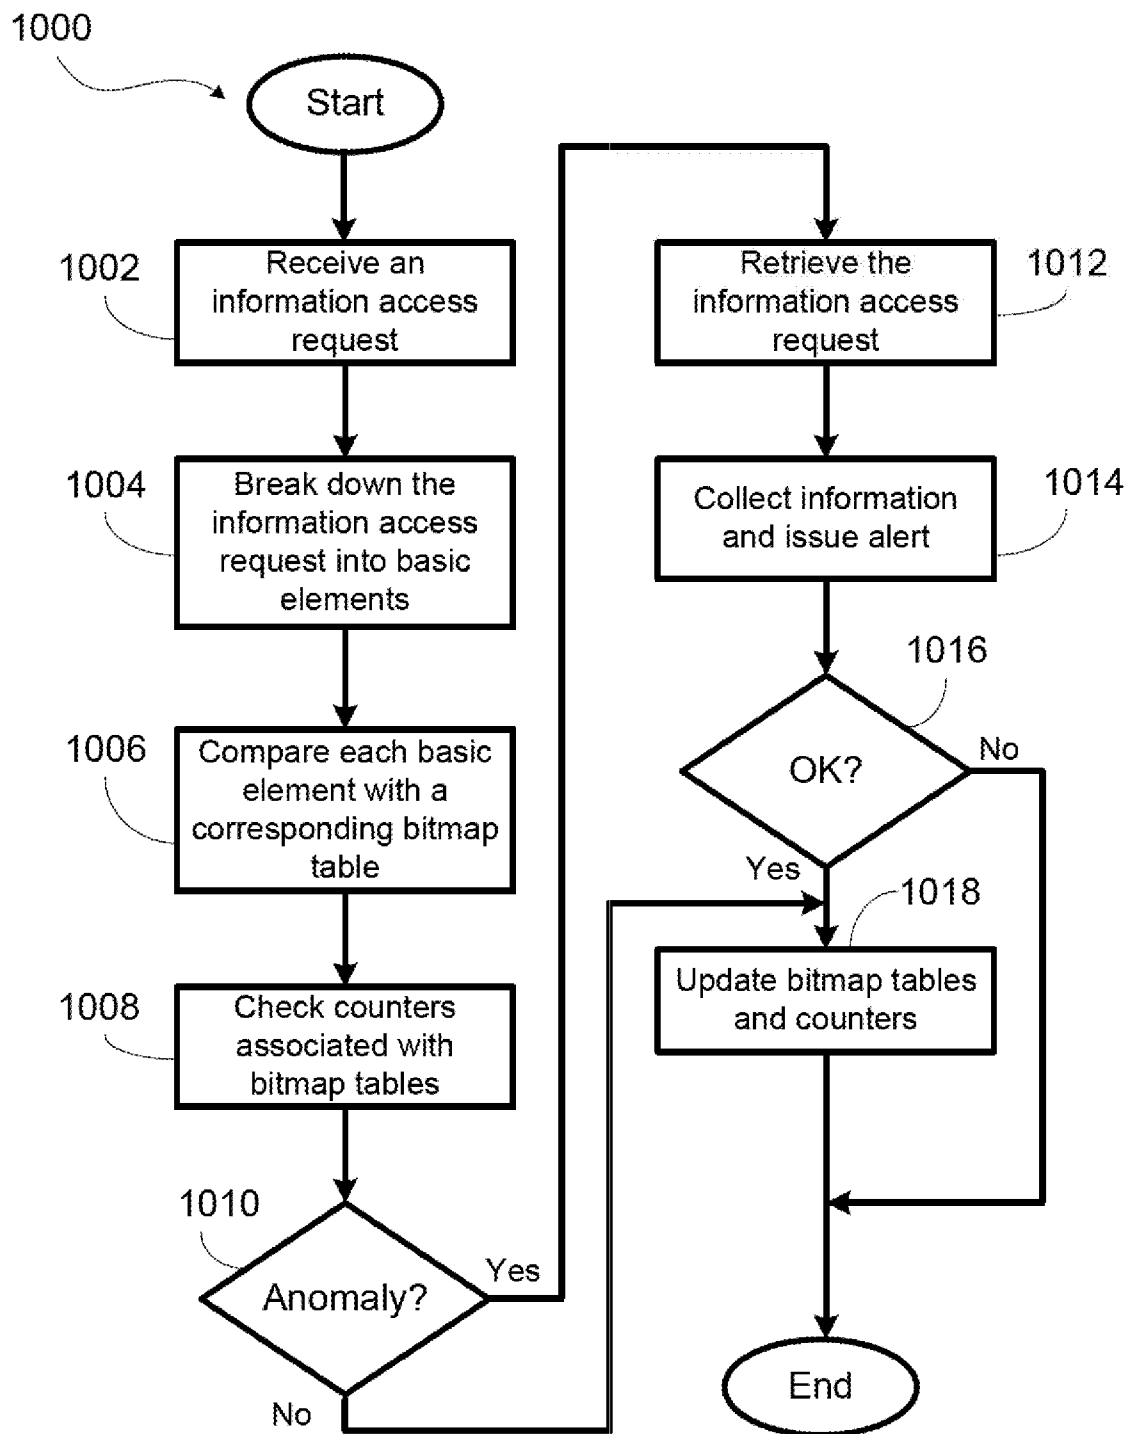 1000
Start
1002
Receive an
information access
request
1004
Break down the
information access
request into basic
elements
1006
Compare each basic
element with a
corresponding bitmap
table
1008
Check counters
associated with
bitmap tables
1010
Anomaly?
Yes
No
1012
Retrieve the
information access
request
1014
Collect information
and issue alert
1016
OK?
No
Yes
1018
Update bitmap tables
and counters
End